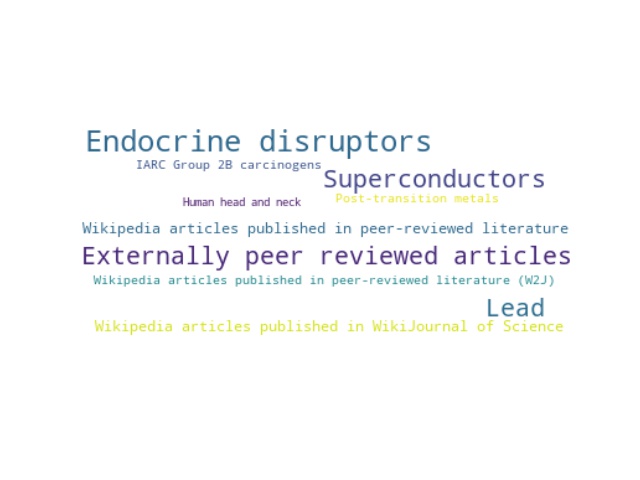 Endocrine disruptors
IARC Group 2B carcinogens
Superconductors
Post-transition metals
Human head and neck
Wikipedia articles published in peer-reviewed literature
Externally peer reviewed articles
Wikipedia articles published in peer-reviewed literature (W2J)
Lead
Wikipedia articles published in WikiJournal of Science